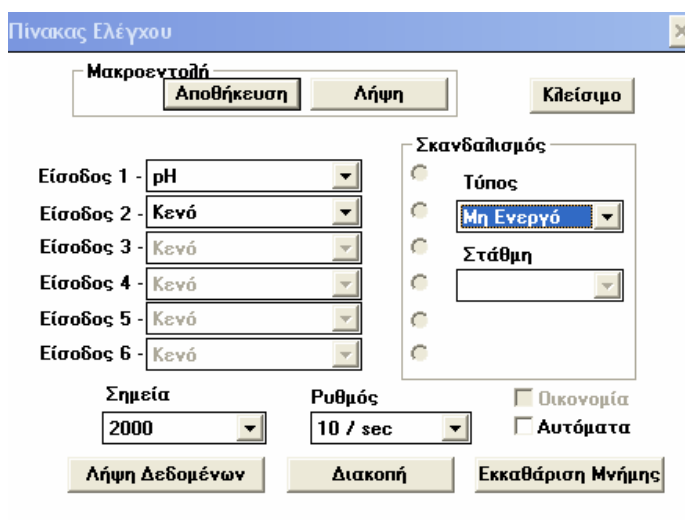 Πίνακας Ελέγχου
Μακροεντολή
Αποθήκευση Λήψη Κλείσιμο
Σκανδαλισμός
Είσοδος 1 - pH
Τύπος
Είσοδος 2 - Κενό
Μη Ενεργό
Είσοδος 3 - Κενό
Στάθμη
Είσοδος 4 - Κενό
Είσοδος 5 - Κενό
Είσοδος 6 - Κενό
Σημεία Ρυθμός Οικονομία
2000 10 / sec Αυτόματα
Λήψη Δεδομένων Διακοπή Εκκαθάριση Μνήμης